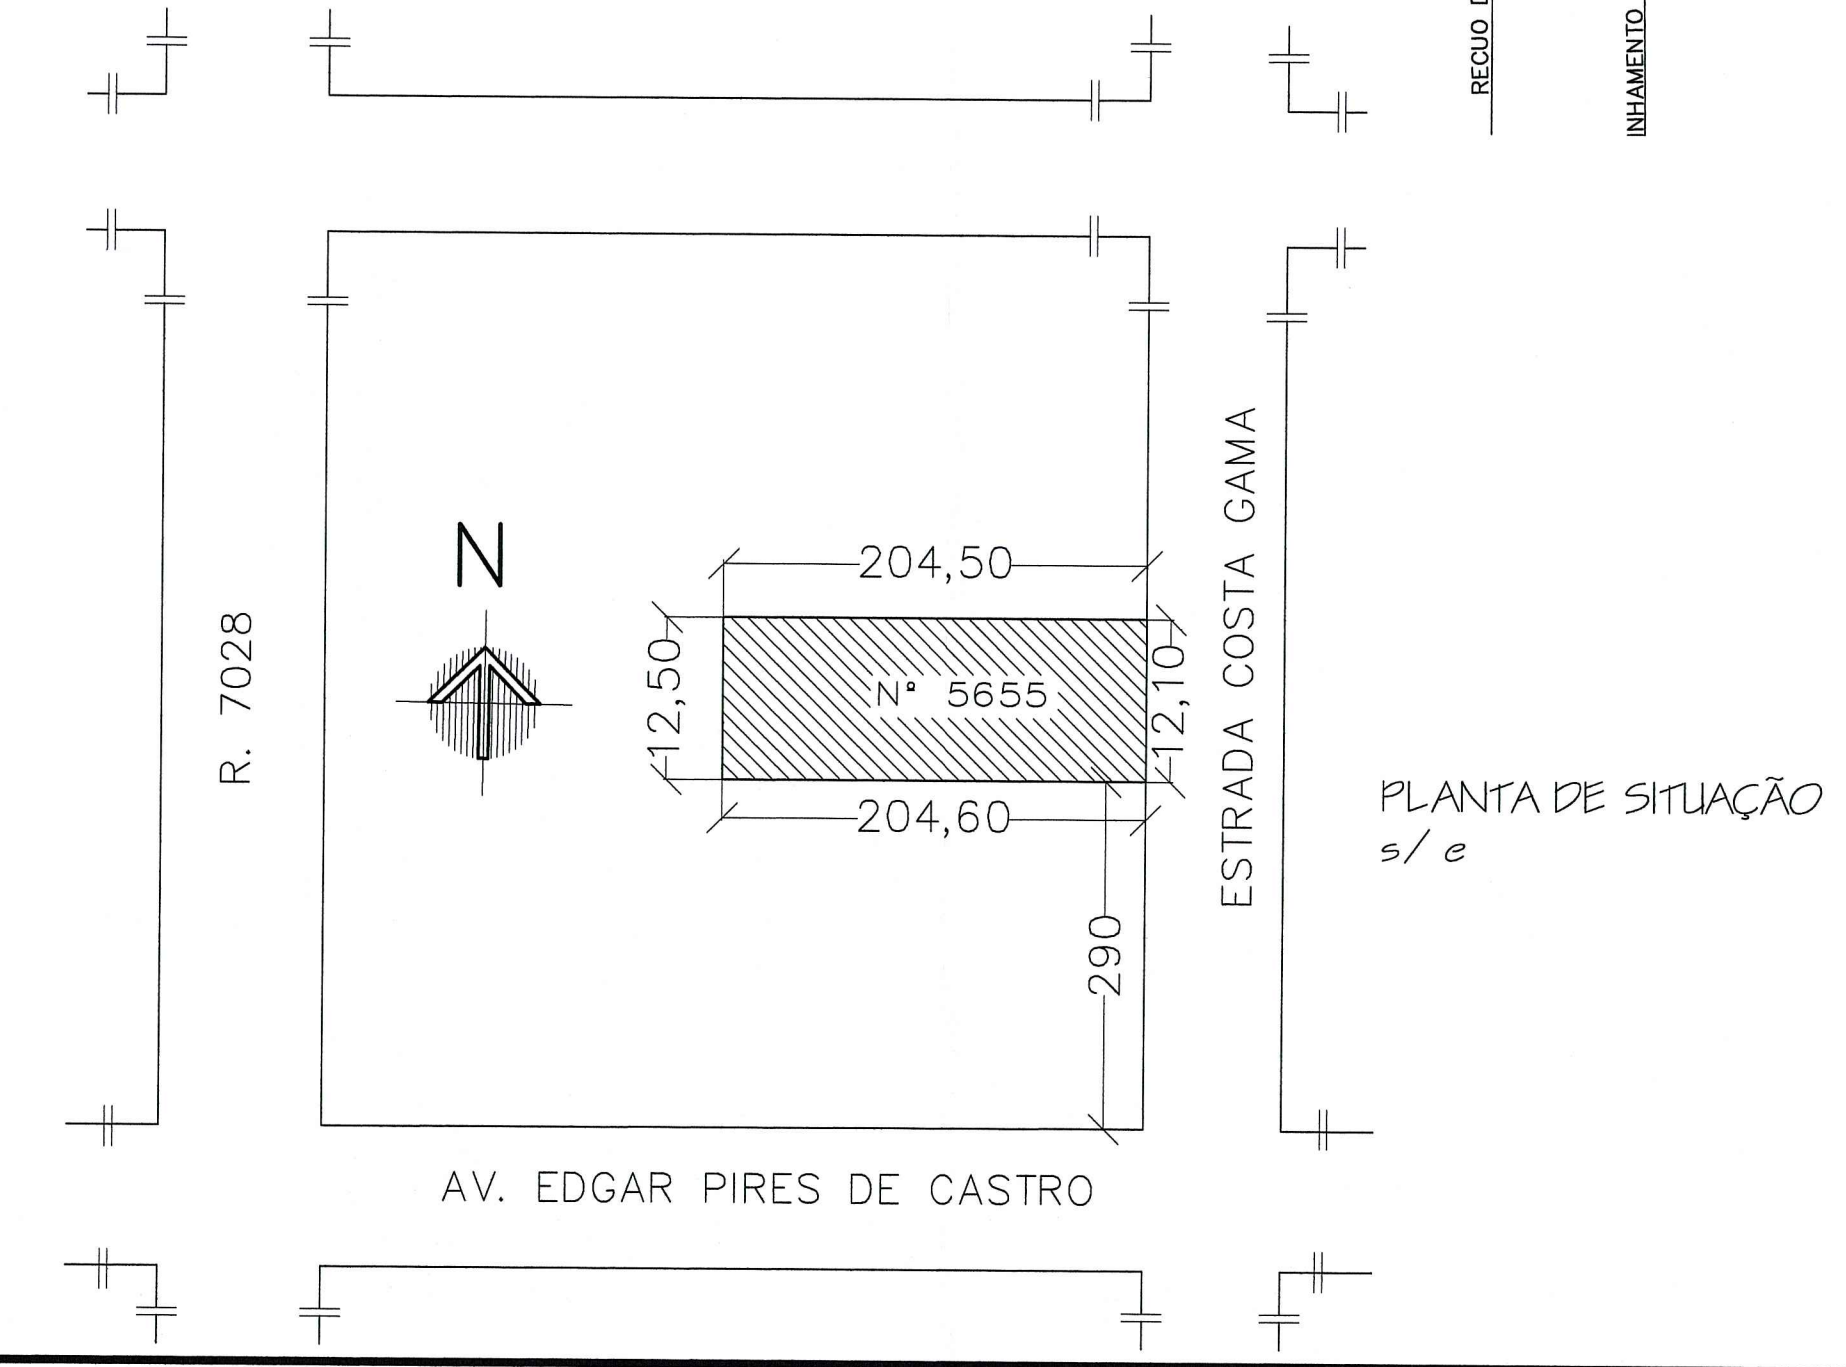 RECUO D
INHAMENTO
N
204,50
12,50
Nº 5655
12,10
204,60
290
R. 7028
ESTRADA COSTA GAMA
PLANTA DE SITUAÇÃO
s/ e
AV. EDGAR PIRES DE CASTRO